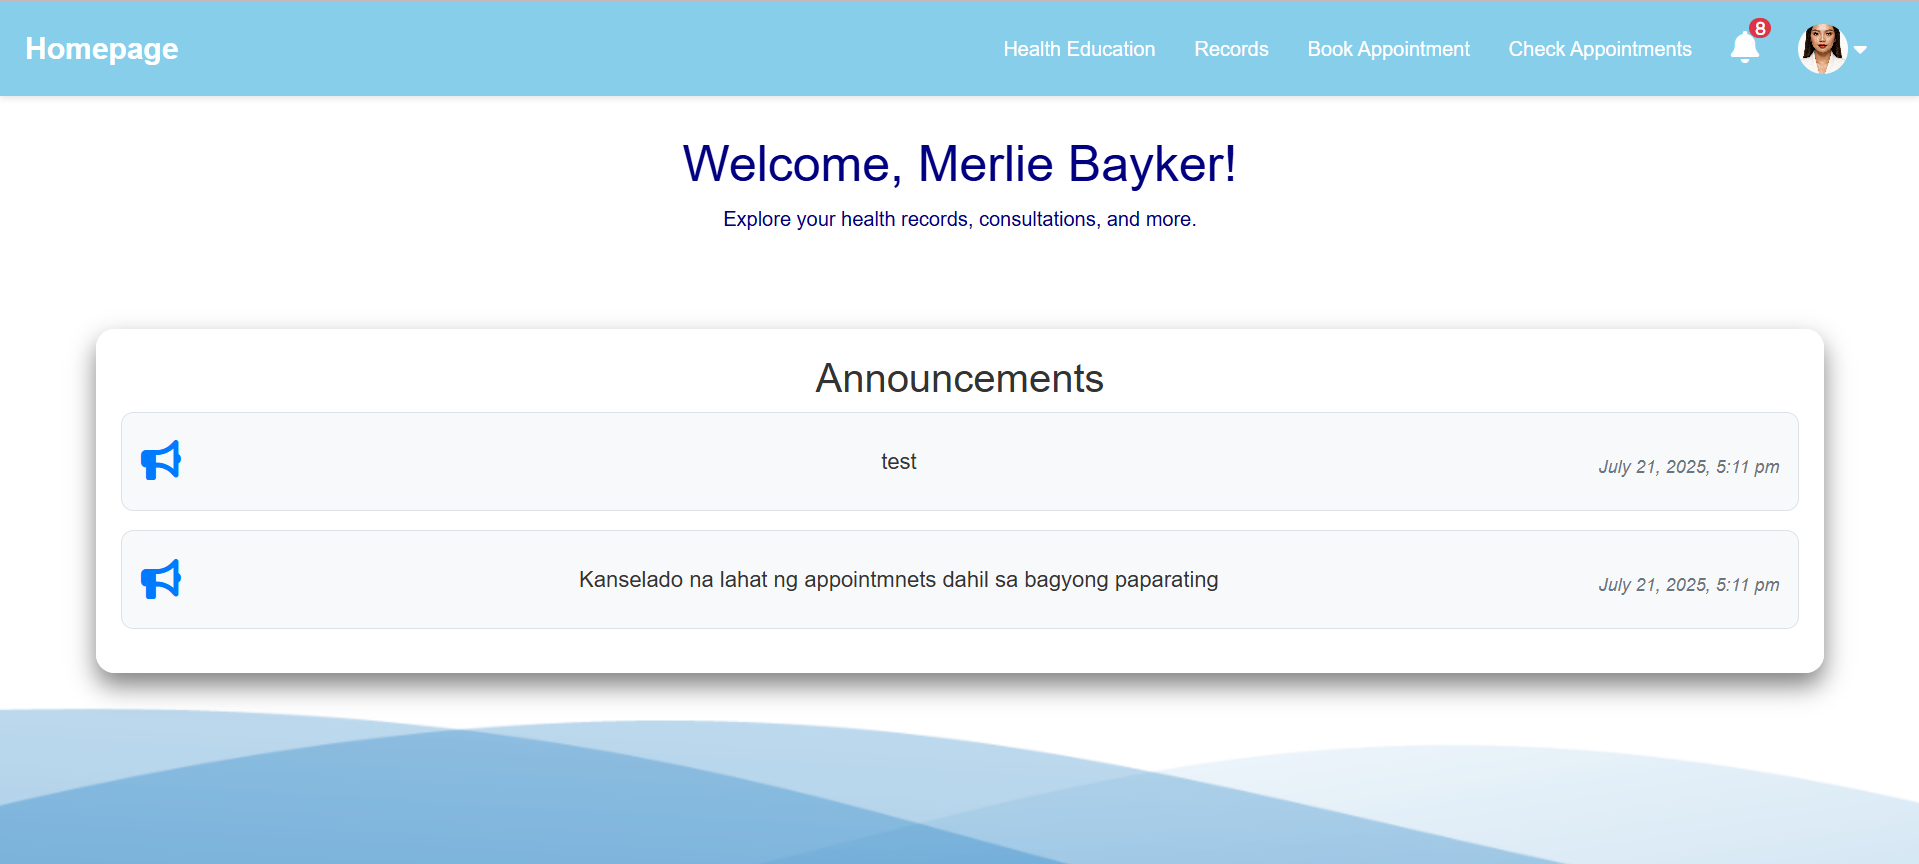 Homepage
Health Education
Records
Book Appointment
Check Appointments
8
Welcome, Merlie Bayker!
Explore your health records, consultations, and more.
Announcements
test
July 21, 2025, 5:11 pm
Kanselado na lahat ng appointmnets dahil sa bagyong paparating
July 21, 2025, 5:11 pm